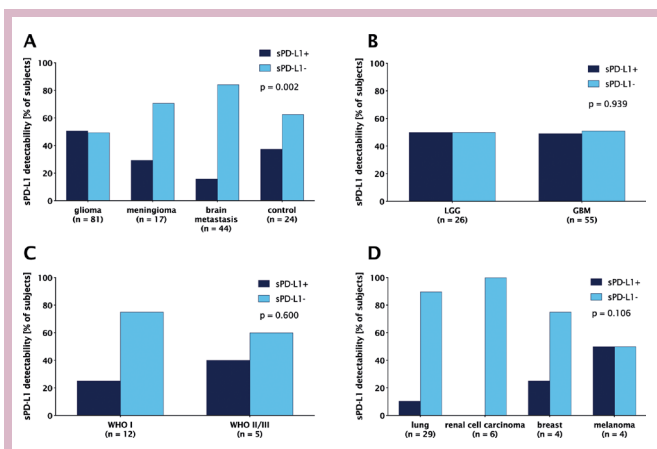 A
sPD-L1+
sPD-L1-
p = 0.002
sPD-L1 detectability [% of subjects]
100
80
60
40
20
0
glioma
(n = 81)
meningioma
(n = 17)
brain
metastasis
(n = 44)
control
(n = 24)
B
sPD-L1+
sPD-L1-
p = 0.939
sPD-L1 detectability [% of subjects]
100
80
60
40
20
0
LGG
(n = 26)
GBM
(n = 55)
C
sPD-L1+
sPD-L1-
p = 0.600
sPD-L1 detectability [% of subjects]
100
80
60
40
20
0
WHO I
(n = 12)
WHO II/III
(n = 5)
D
sPD-L1+
sPD-L1-
p = 0.106
sPD-L1 detectability [% of subjects]
100
80
60
40
20
0
lung
(n = 29)
renal cell carcinoma
(n = 6)
breast
(n = 4)
melanoma
(n = 4)